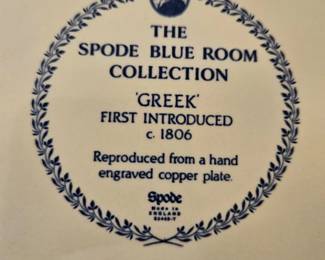 THE
SPODE BLUE ROOM
COLLECTION
'GREEK'
FIRST INTRODUCED
c. 1806
Reproduced from a hand
engraved copper plate.
Spode
Made in
ENGLAND